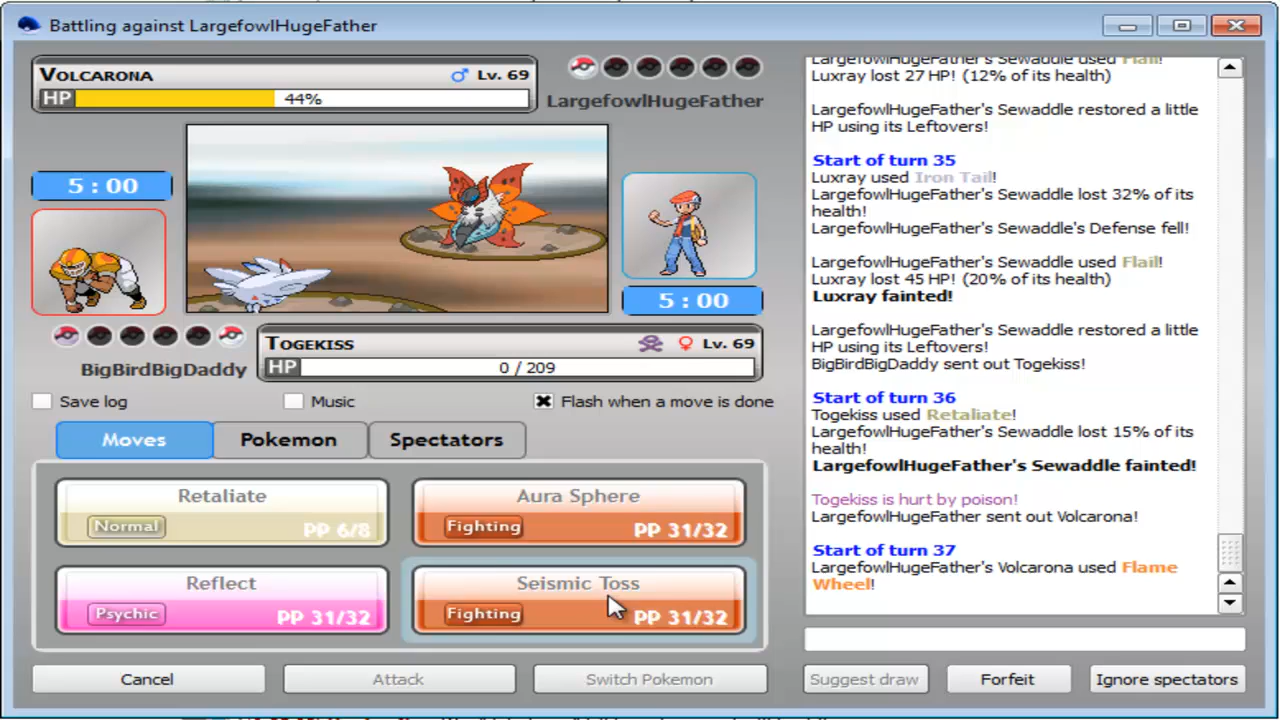 Battling against LargefowlHugeFather
VOLCARONA
Lv. 69
HP
44%
LargefowlHugeFather
5:00
5:00
TOGEKISS
Lv. 69
HP
0 / 209
BigBirdBigDaddy
Save log
Music
Flash when a move is done
Moves
Pokemon
Spectators
Retaliate
Normal
PP 6/8
Aura Sphere
Fighting
PP 31/32
Reflect
Psychic
PP 31/32
Seismic Toss
Fighting
PP 31/32
Cancel
Attack
Switch Pokemon
LargefowlHugeFather's Sewaddle used Flail!
Luxray lost 27 HP! (12% of its health)
LargefowlHugeFather's Sewaddle restored a little
HP using its Leftovers!
Start of turn 35
Luxray used Iron Tail!
LargefowlHugeFather's Sewaddle lost 32% of its
health!
LargefowlHugeFather's Sewaddle's Defense fell!
LargefowlHugeFather's Sewaddle used Flail!
Luxray lost 45 HP! (20% of its health)
Luxray fainted!
LargefowlHugeFather's Sewaddle restored a little
HP using its Leftovers!
BigBirdBigDaddy sent out Togekiss!
Start of turn 36
Togekiss used Retaliate!
LargefowlHugeFather's Sewaddle lost 15% of its
health!
LargefowlHugeFather's Sewaddle fainted!
Togekiss is hurt by poison!
LargefowlHugeFather sent out Volcarona!
Start of turn 37
LargefowlHugeFather's Volcarona used Flame
Wheel!
Suggest draw
Forfeit
Ignore spectators